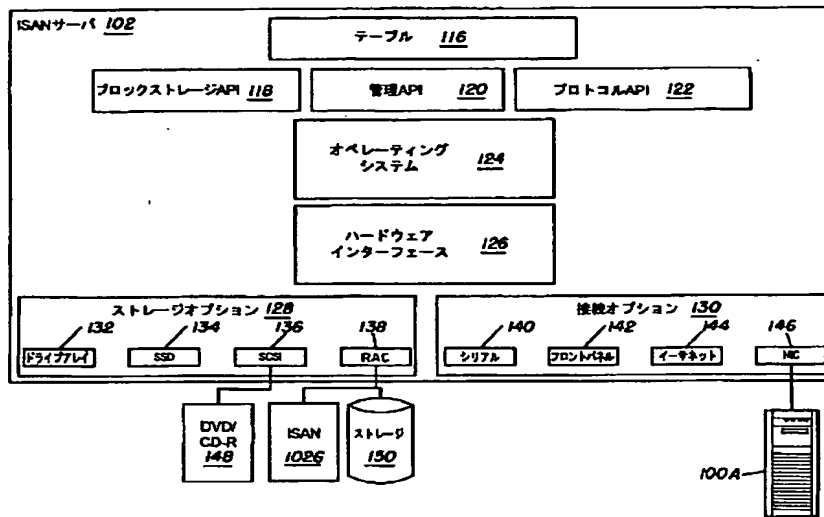 ISANサーバ 102
テーブル 116
ブロックストレージAPI 118
管理API 120
プロトコルAPI 122
オペレーティング
システム 124
ハードウェア
インターフェース 126
ストレージオプション 128
132
134
136
138
ドライブアレイ
SSD
SCSI
RAC
接続オプション 130
140
142
144
146
シリアル
フロントパネル
イーサネット
NIC
DVD/
CD-R
148
ISAN
102G
ストレージ
150
100A